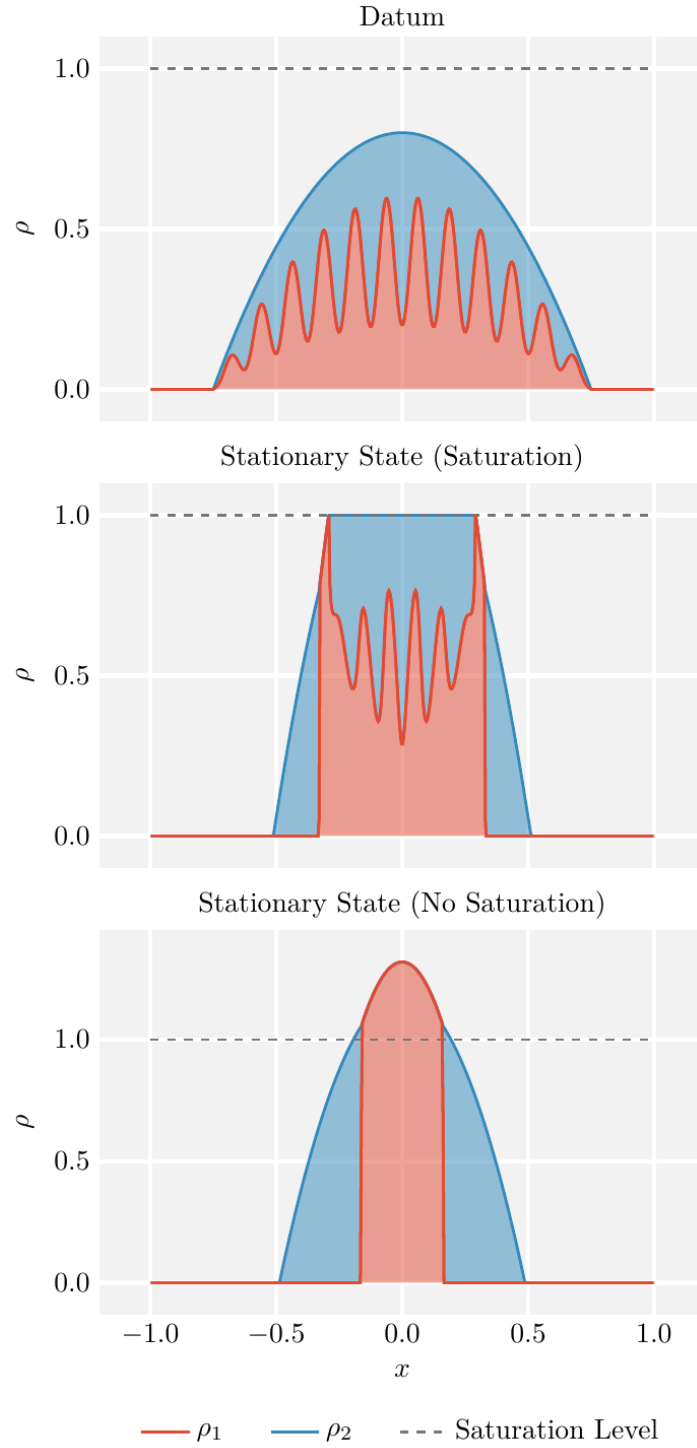 Datum
1.0
0.5
0.0
ρ
Stationary State (Saturation)
1.0
0.5
0.0
ρ
Stationary State (No Saturation)
1.0
0.5
0.0
ρ
−1.0 −0.5 0.0 0.5 1.0
x
ρ₁ ρ₂ Saturation Level